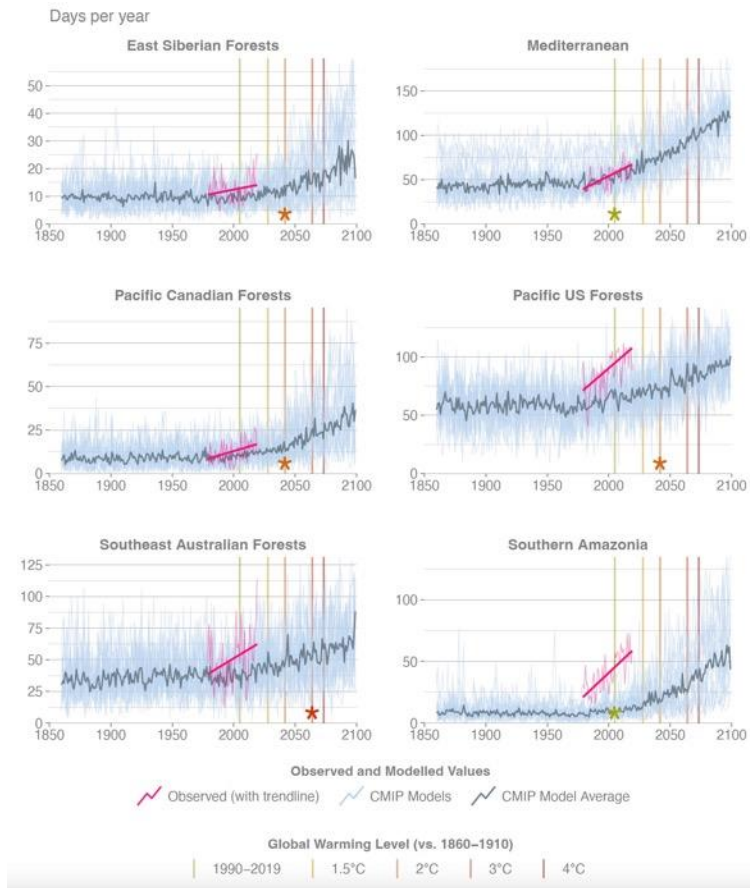 Days per year
East Siberian Forests
50
40
30
20
10
0
1850 1900 1950 2000 2050 2100
Mediterranean
150
100
50
0
1850 1900 1950 2000 2050 2100
Pacific Canadian Forests
75
50
25
0
1850 1900 1950 2000 2050 2100
Pacific US Forests
100
50
0
1850 1900 1950 2000 2050 2100
Southeast Australian Forests
125
100
75
50
25
0
1850 1900 1950 2000 2050 2100
Southern Amazonia
100
50
0
1850 1900 1950 2000 2050 2100
Observed and Modelled Values
Observed (with trendline) CMIP Models CMIP Model Average
Global Warming Level (vs. 1860–1910)
1990–2019 1.5°C 2°C 3°C 4°C